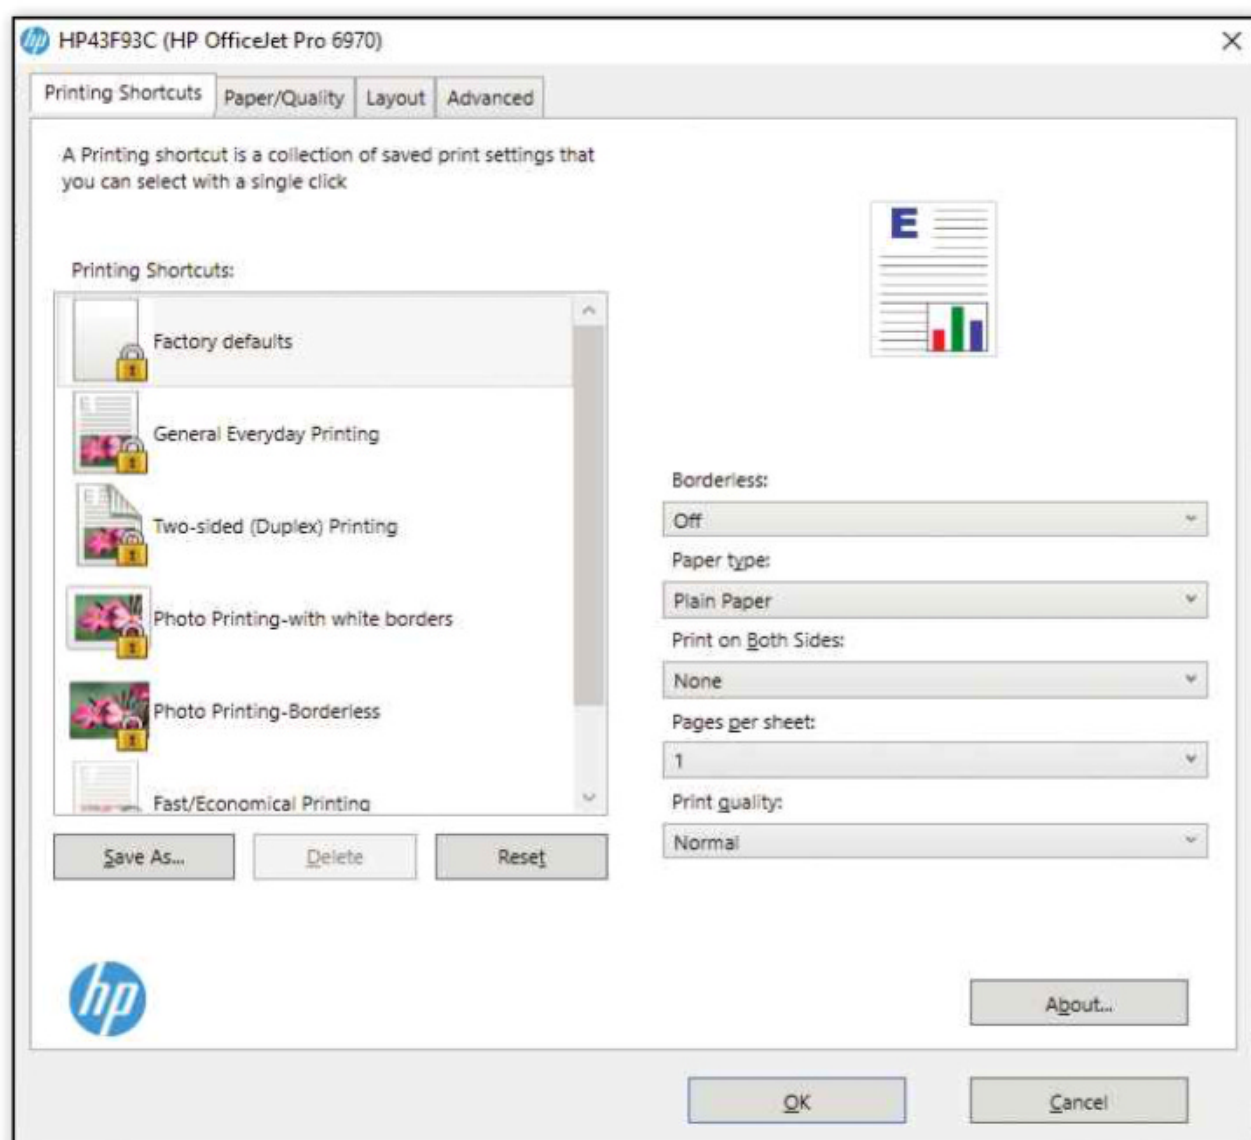 hp HP43F93C (HP OfficeJet Pro 6970)
Printing Shortcuts Paper/Quality Layout Advanced
A Printing shortcut is a collection of saved print settings that
you can select with a single click
E
Printing Shortcuts:
Factory defaults
General Everyday Printing
Two-sided (Duplex) Printing
Photo Printing-with white borders
Photo Printing-Borderless
Fast/Economical Printing
Save As... Delete Reset
Borderless:
Off
Paper type:
Plain Paper
Print on Both Sides:
None
Pages per sheet:
1
Print quality:
Normal
hp
About...
OK Cancel